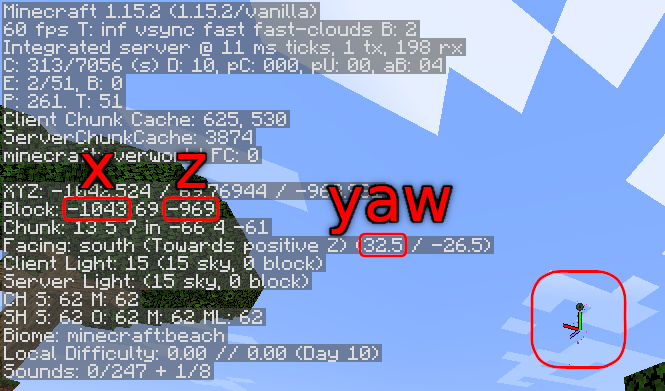 Minecraft 1.15.2 (1.15.2/vanilla)
60 fps T: inf vsync fast fast-clouds B: 2
Integrated server @ 11 ms ticks, 1 tx, 198 rx
C: 313/7056 (s) D: 10, pC: 000, pU: 00, aB: 04
E: 2/51, B: 0
P: 261. T: 51
Client Chunk Cache: 625, 530
ServerChunkCache: 3874
FC: 0
x z
XYZ: / /
yaw
Block: -1043 69 -969
Chunk: 13 5 7 in -66 4 -61
Facing: south (Towards positive Z) (32.5 / -26.5)
Client Light: 15 (15 sky, 0 block)
Server Light: (15 sky, 0 block)
CH S: 62 M: 62
SH S: 62 O: 62 M: 62 ML: 62
Biome: minecraft:beach
Local Difficulty: 0.00 // 0.00 (Day 10)
Sounds: 0/247 + 1/8